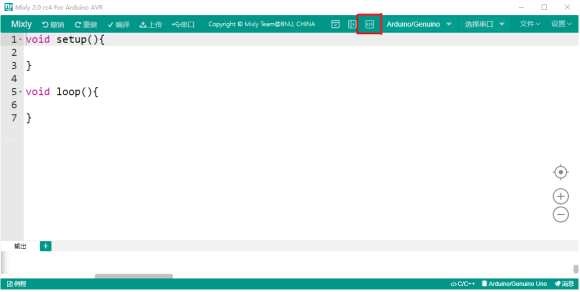 Mixly 2.0 rc4 For Arduino AVR
Mixly 撤销 重做 编译 上传 串口 Copyright © Mixly Team@BNU, CHINA Arduino/Genuino 选择串口 文件 设置
1 void setup(){
2
3 }
4
5 void loop(){
6
7 }
输出 +
例程 </> C/C++ Arduino/Genuino Uno 消息